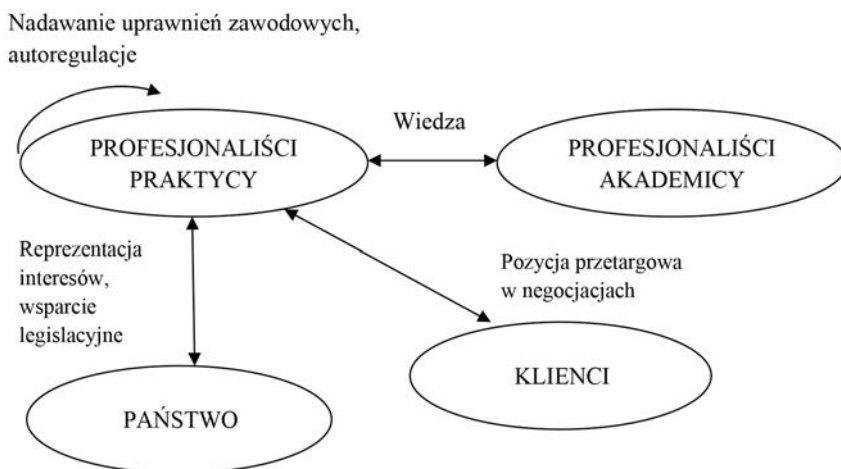 Nadawanie uprawnień zawodowych,
autoregulacje
Wiedza
PROFESJONALIŚCI
PRAKTYCY
PROFESJONALIŚCI
AKADEMICY
Reprezentacja
interesów,
wsparcie
legislacyjne
Pozycja przetargowa
w negocjacjach
KLIENCI
PAŃSTWO